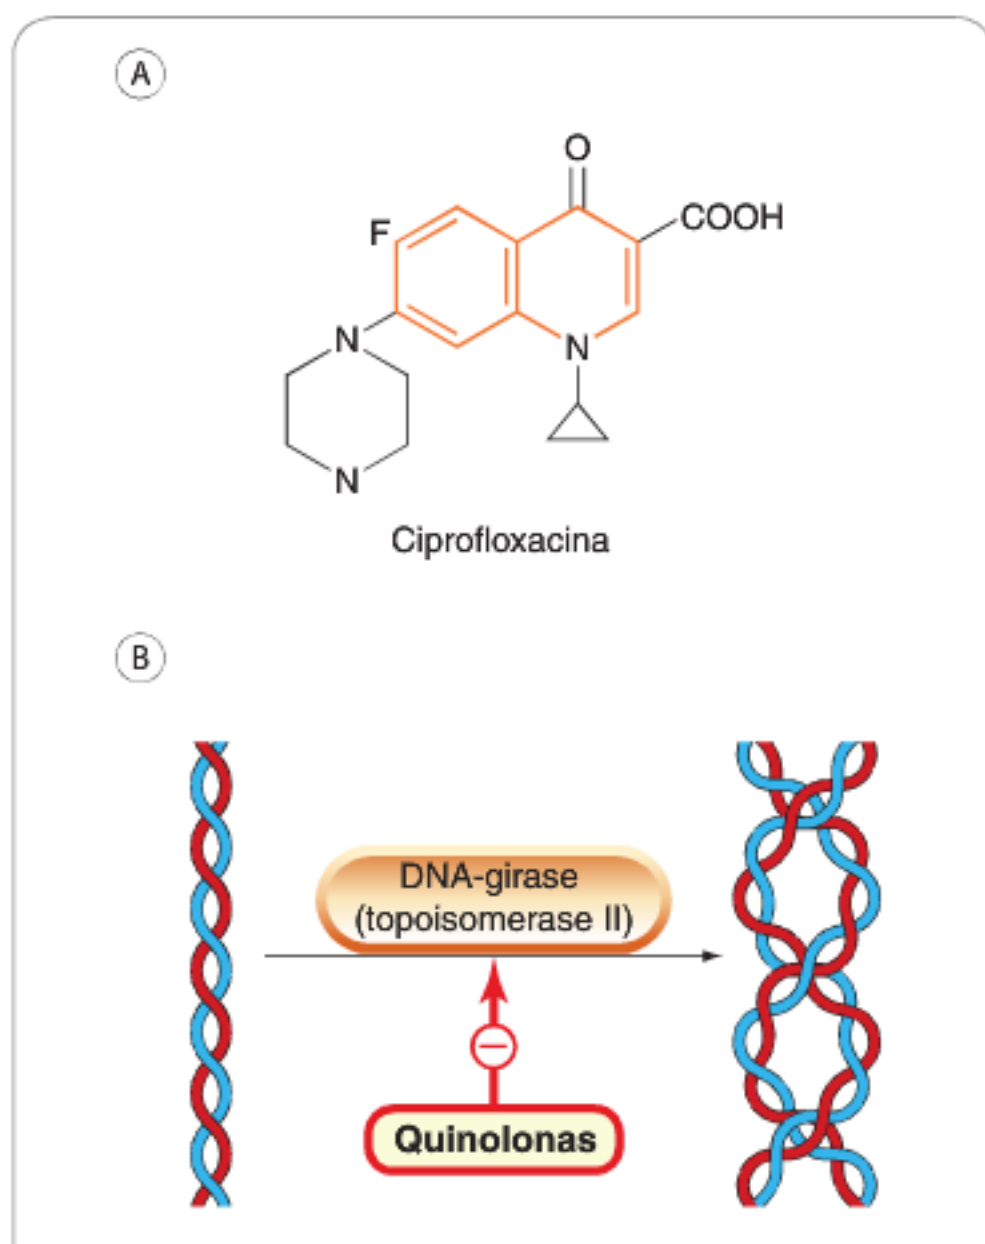 A
O
F
COOH
N
N
N
Ciprofloxacina
B
DNA-girase
(topoisomerase II)
−
Quinolonas